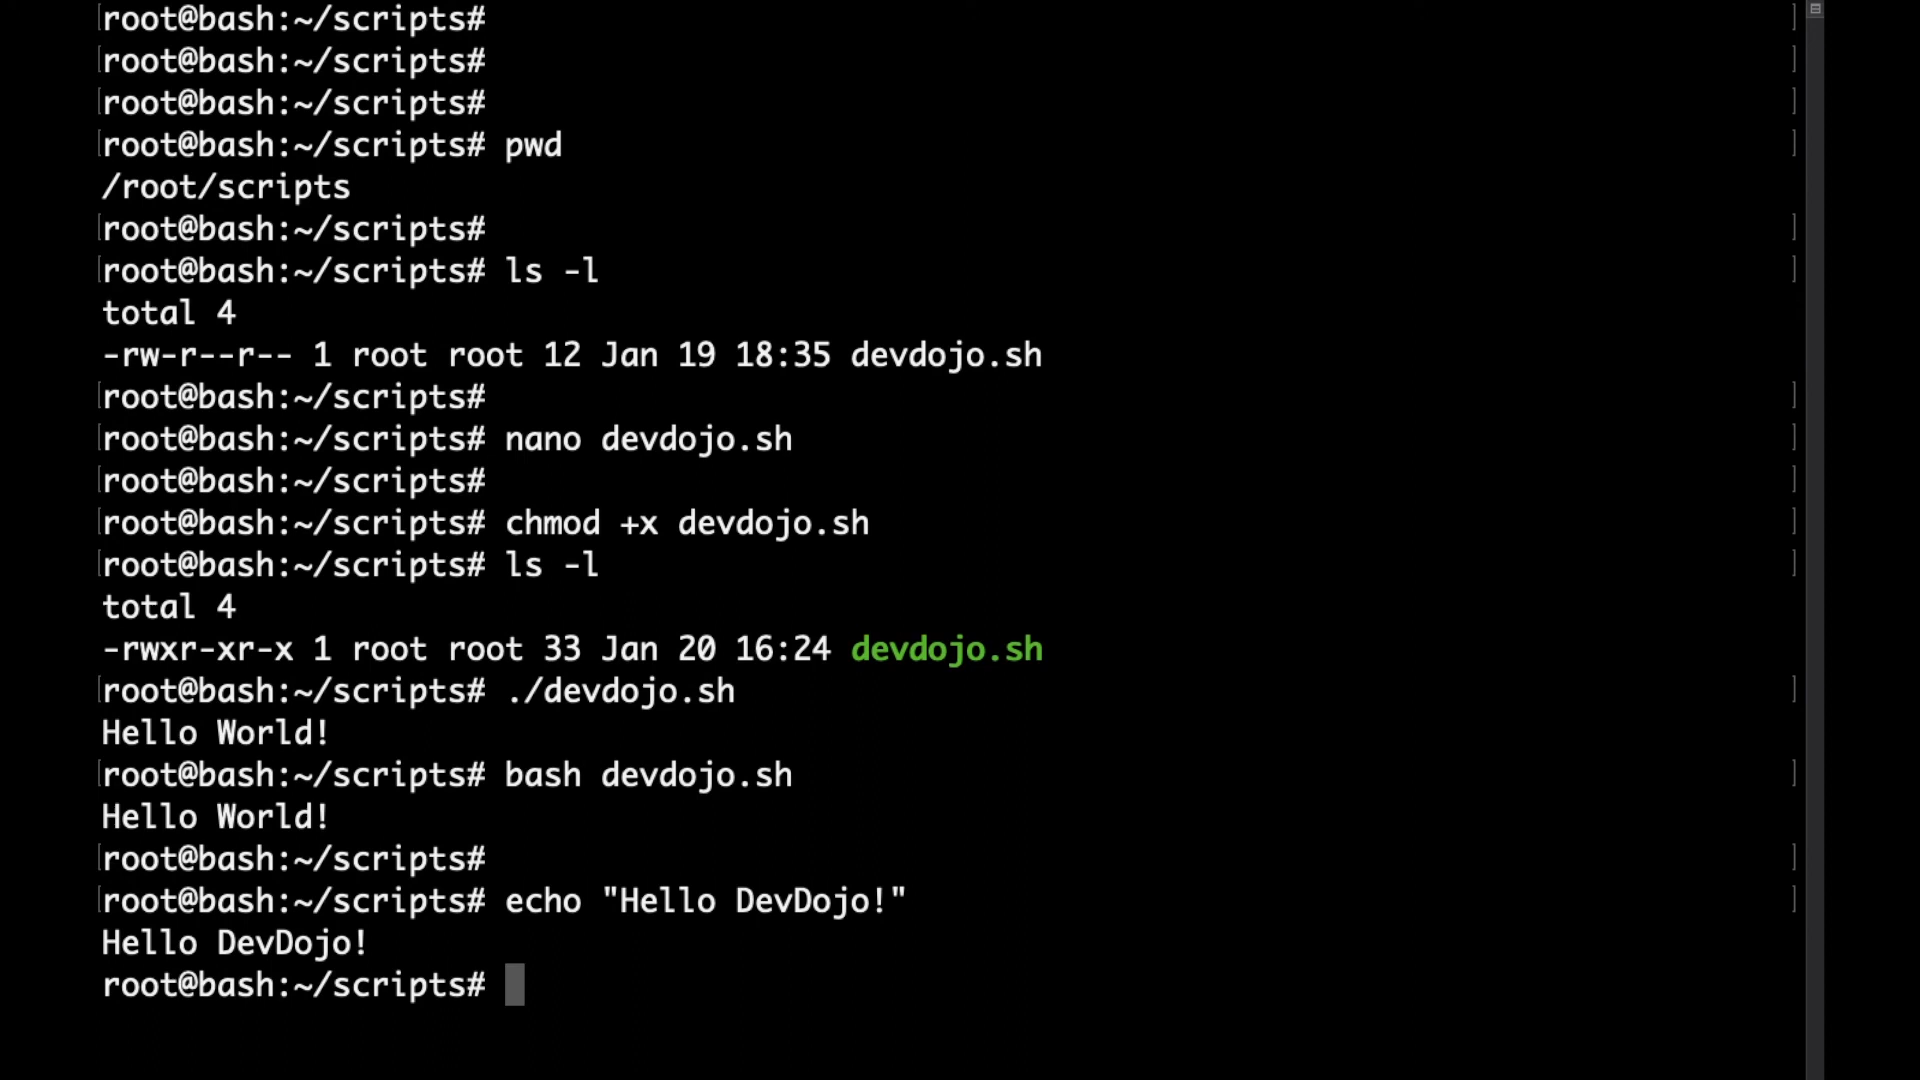 root@bash:~/scripts#
root@bash:~/scripts#
root@bash:~/scripts#
root@bash:~/scripts# pwd
/root/scripts
root@bash:~/scripts#
root@bash:~/scripts# ls -l
total 4
-rw-r--r-- 1 root root 12 Jan 19 18:35 devdojo.sh
root@bash:~/scripts#
root@bash:~/scripts# nano devdojo.sh
root@bash:~/scripts#
root@bash:~/scripts# chmod +x devdojo.sh
root@bash:~/scripts# ls -l
total 4
-rwxr-xr-x 1 root root 33 Jan 20 16:24 devdojo.sh
root@bash:~/scripts# ./devdojo.sh
Hello World!
root@bash:~/scripts# bash devdojo.sh
Hello World!
root@bash:~/scripts#
root@bash:~/scripts# echo "Hello DevDojo!"
Hello DevDojo!
root@bash:~/scripts#